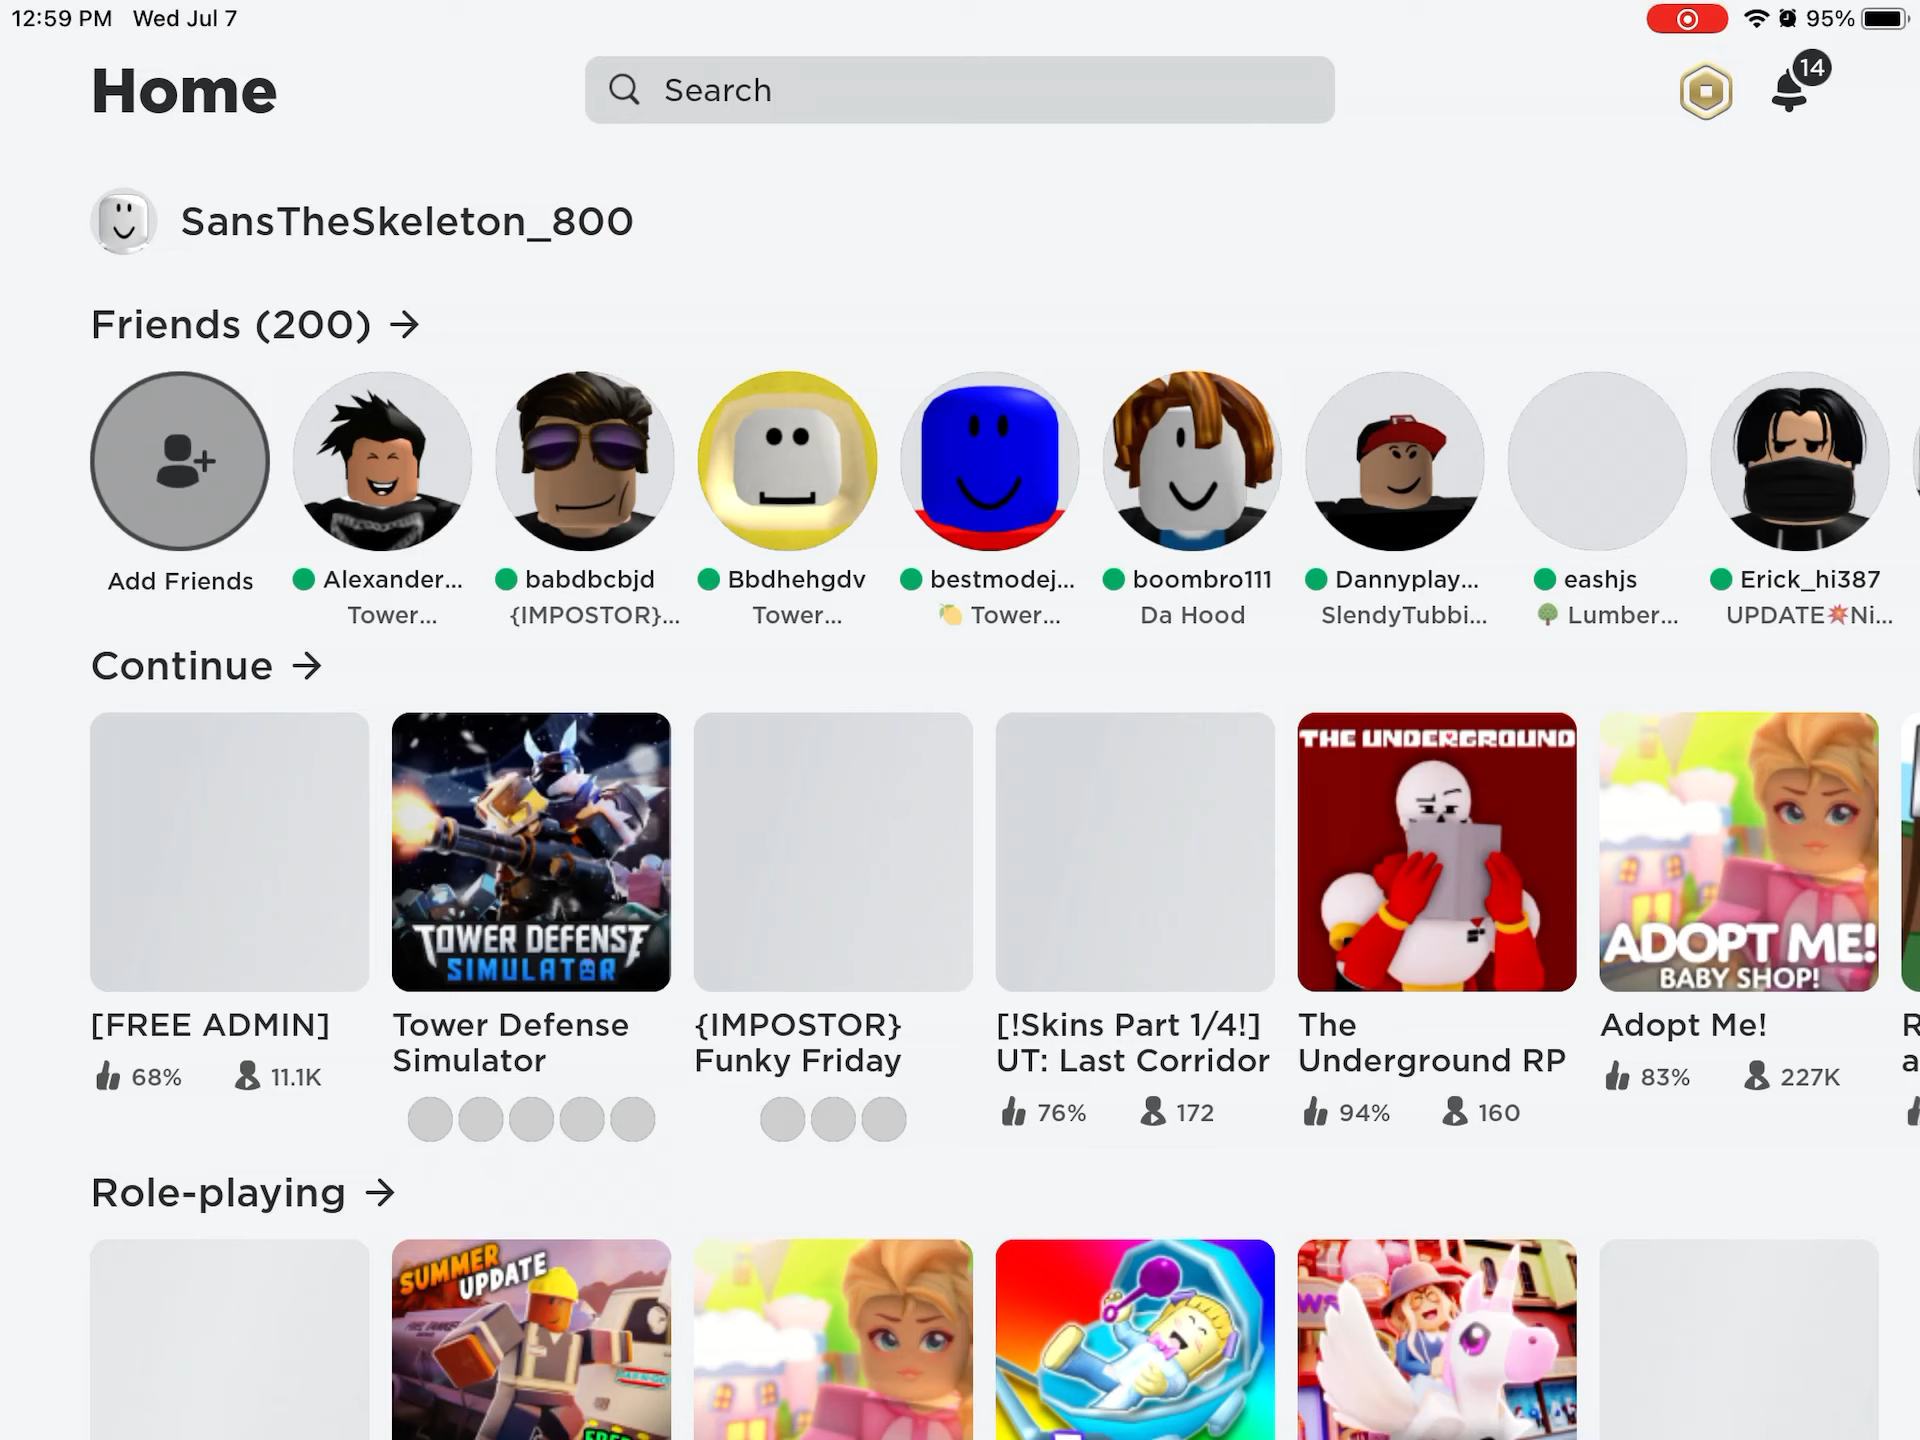 12:59 PM Wed Jul 7
95%
Home
Search
14
SansTheSkeleton_800
Friends (200) →
Add Friends
Alexander...
Tower...
babdbcbjd
{IMPOSTOR}...
Bbdhehgdv
Tower...
bestmodej...
🍋 Tower...
boombro111
Da Hood
Dannyplay...
SlendyTubbi...
eashjs
🌳 Lumber...
Erick_hi387
UPDATE💥Ni...
Continue →
TOWER DEFENSE
SIMULATOR
THE UNDERGROUND
ADOPT ME!
BABY SHOP!
[FREE ADMIN]
68% 11.1K
Tower Defense
Simulator
{IMPOSTOR}
Funky Friday
[!Skins Part 1/4!]
UT: Last Corridor
76% 172
The
Underground RP
94% 160
Adopt Me!
83% 227K
R
a
Role-playing →
SUMMER
UPDATE